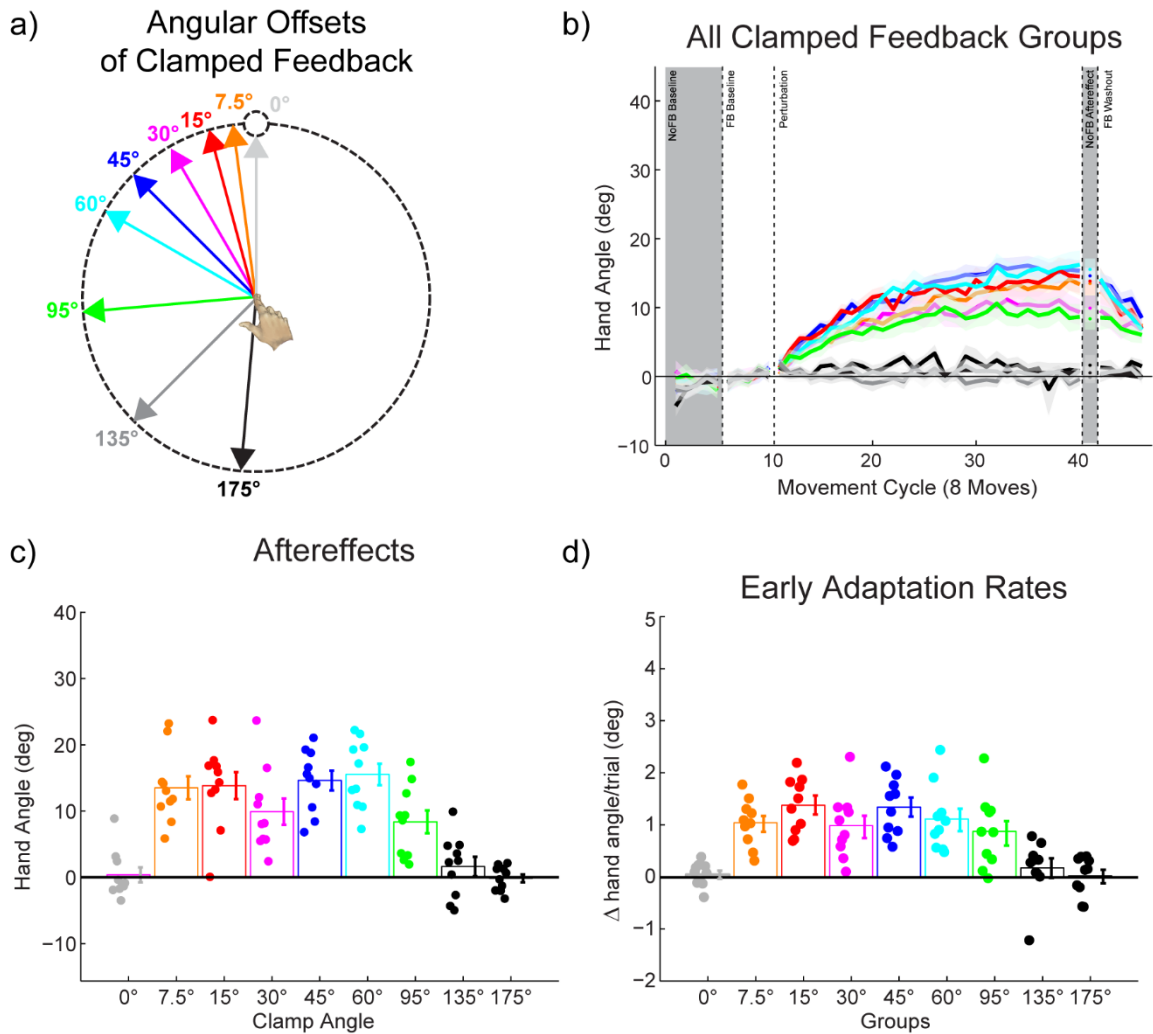 a)
Angular Offsets
of Clamped Feedback
0°
7.5°
15°
30°
45°
60°
95°
135°
175°
b)
All Clamped Feedback Groups
NoFB Baseline
FB Baseline
Perturbation
NoFB Aftereffect
FB Washout
Hand Angle (deg)
40
30
20
10
0
−10
0 10 20 30 40
Movement Cycle (8 Moves)
c)
Aftereffects
Hand Angle (deg)
40
30
20
10
0
−10
0° 7.5° 15° 30° 45° 60° 95° 135° 175°
Clamp Angle
d)
Early Adaptation Rates
Δ hand angle/trial (deg)
5
4
3
2
1
0
−1
−2
0° 7.5° 15° 30° 45° 60° 95° 135° 175°
Groups